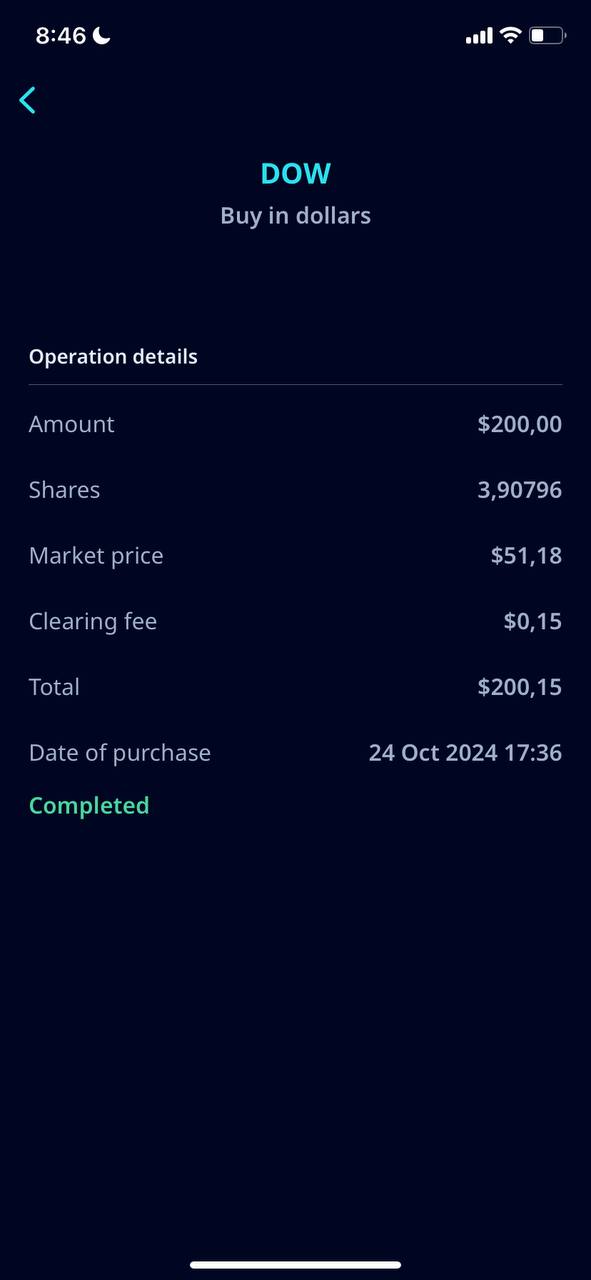 8:46
DOW
Buy in dollars
Operation details
Amount $200,00
Shares 3,90796
Market price $51,18
Clearing fee $0,15
Total $200,15
Date of purchase 24 Oct 2024 17:36
Completed